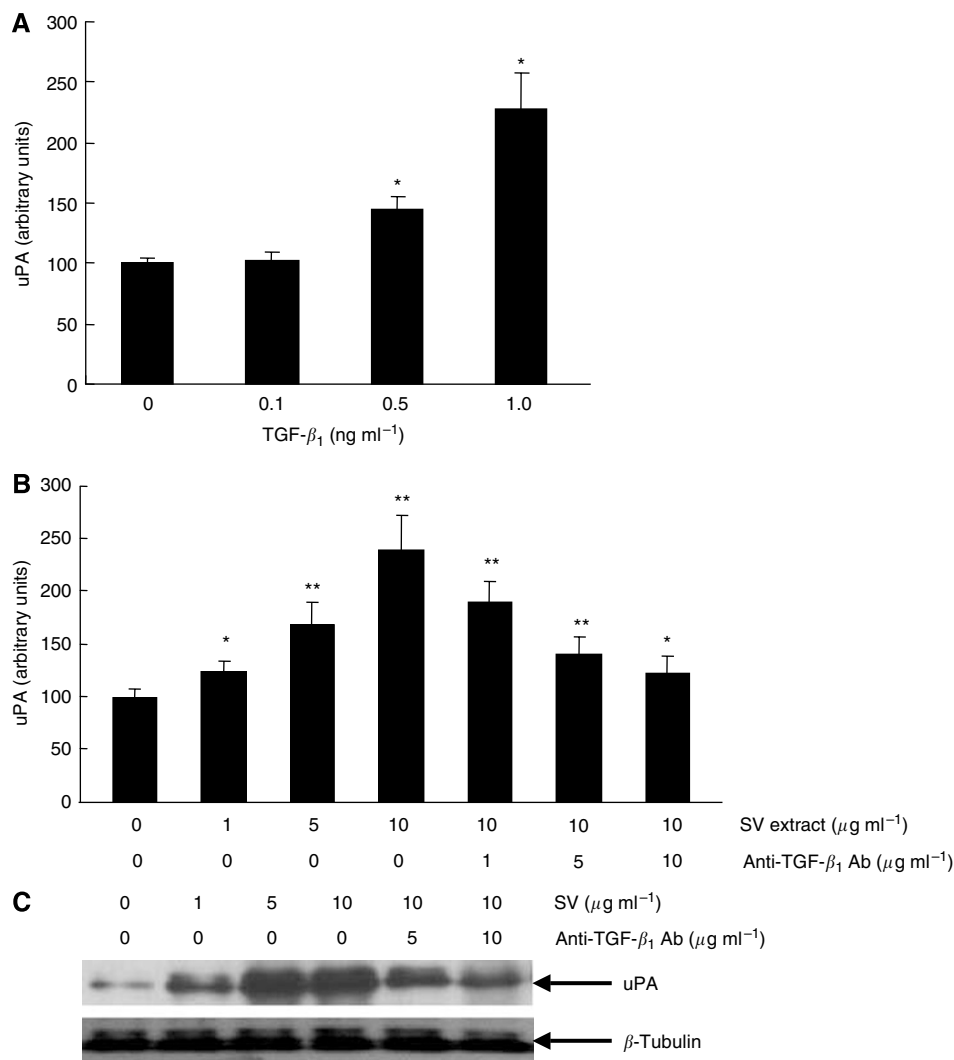 A
300
250
200
150
100
50
0
uPA (arbitrary units)
*
*
0 0.1 0.5 1.0
TGF-β₁ (ng ml⁻¹)
B
300
250
200
150
100
50
0
uPA (arbitrary units)
* ** ** ** ** *
0 1 5 10 10 10 10 SV extract (μg ml⁻¹)
0 0 0 0 1 5 10 Anti-TGF-β₁ Ab (μg ml⁻¹)
C
0 1 5 10 10 10 SV (μg ml⁻¹)
0 0 0 0 5 10 Anti-TGF-β₁ Ab (μg ml⁻¹)
uPA
β-Tubulin